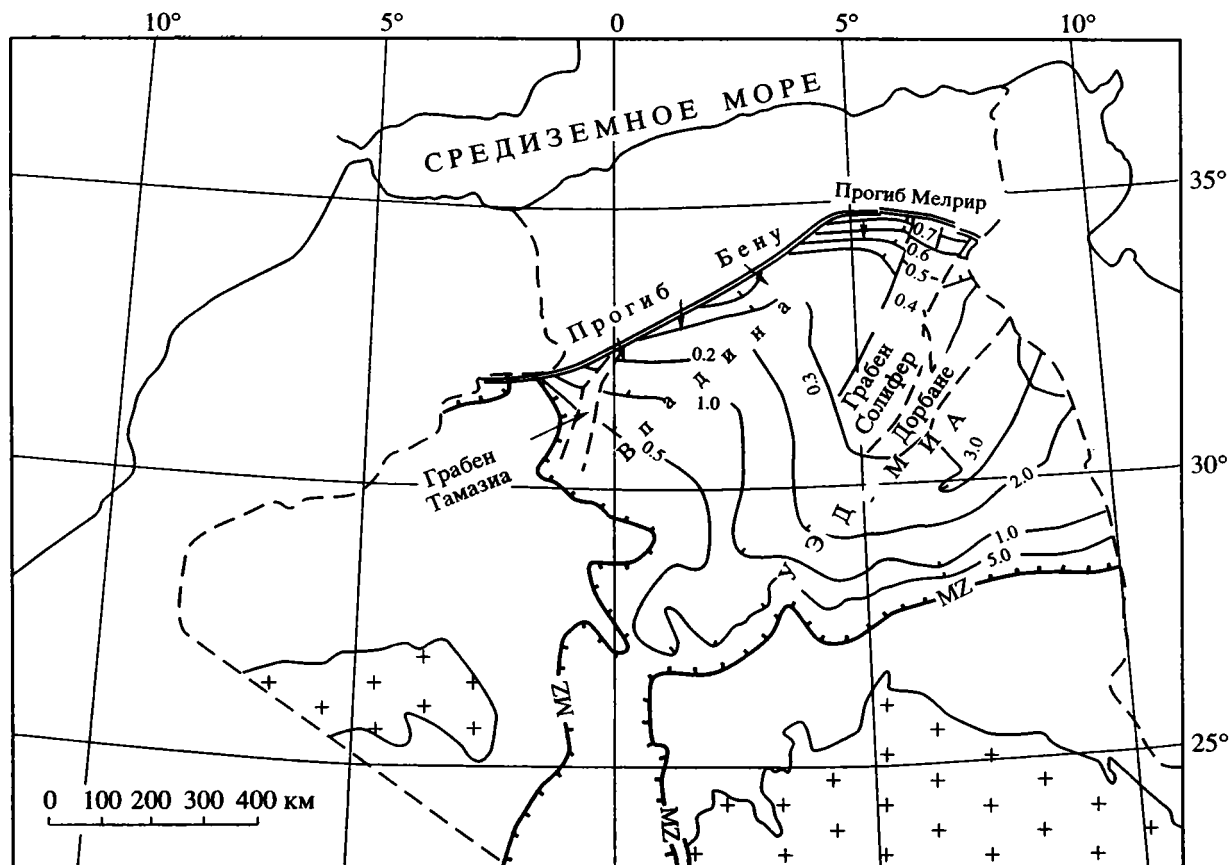 10°
5°
0
5°
10°
СРЕДИЗЕМНОЕ МОРЕ
35°
Прогиб Мелрир
0.7
0.6
0.5
0.4
Прогиб Бену
0.2
0.3
1.0
0.5
Впадина
УЭД-МИА
Грабен
Солифер
Дорбане
3.0
2.0
1.0
5.0
30°
Грабен
Тамазиа
MZ
MZ
MZ
25°
0 100 200 300 400 км